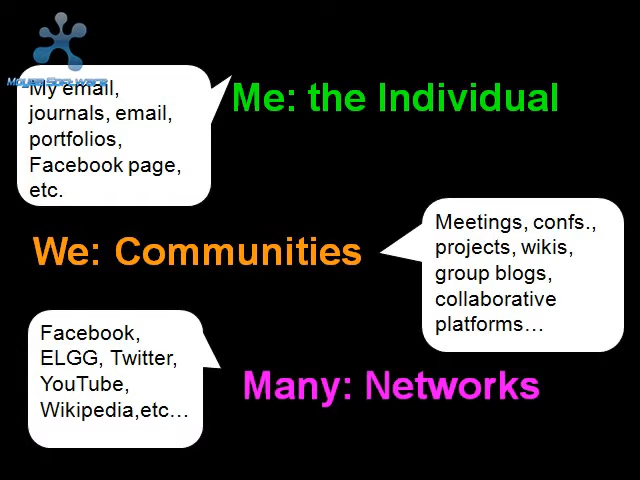 My email,
journals, email,
portfolios,
Facebook page,
etc.
Me: the Individual
We: Communities
Meetings, confs.,
projects, wikis,
group blogs,
collaborative
platforms…
Facebook,
ELGG, Twitter,
YouTube,
Wikipedia,etc…
Many: Networks